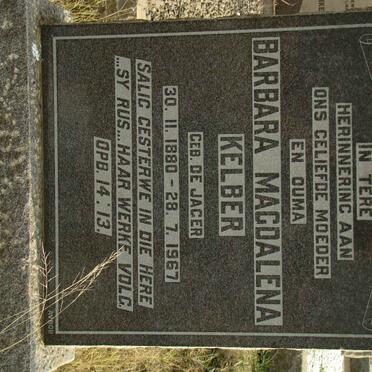 IN TERE
HERINNERING AAN
ONS GELIEFDE MOEDER
EN OUMA
BARBARA MAGDALENA
KELBER
GEB. DE JAGER
30. 11. 1880 - 28. 7. 1967
SALIG GESTERWE IN DIE HERE
...SY RUS... HAAR WERKE VOLG
OPB. 14:13.